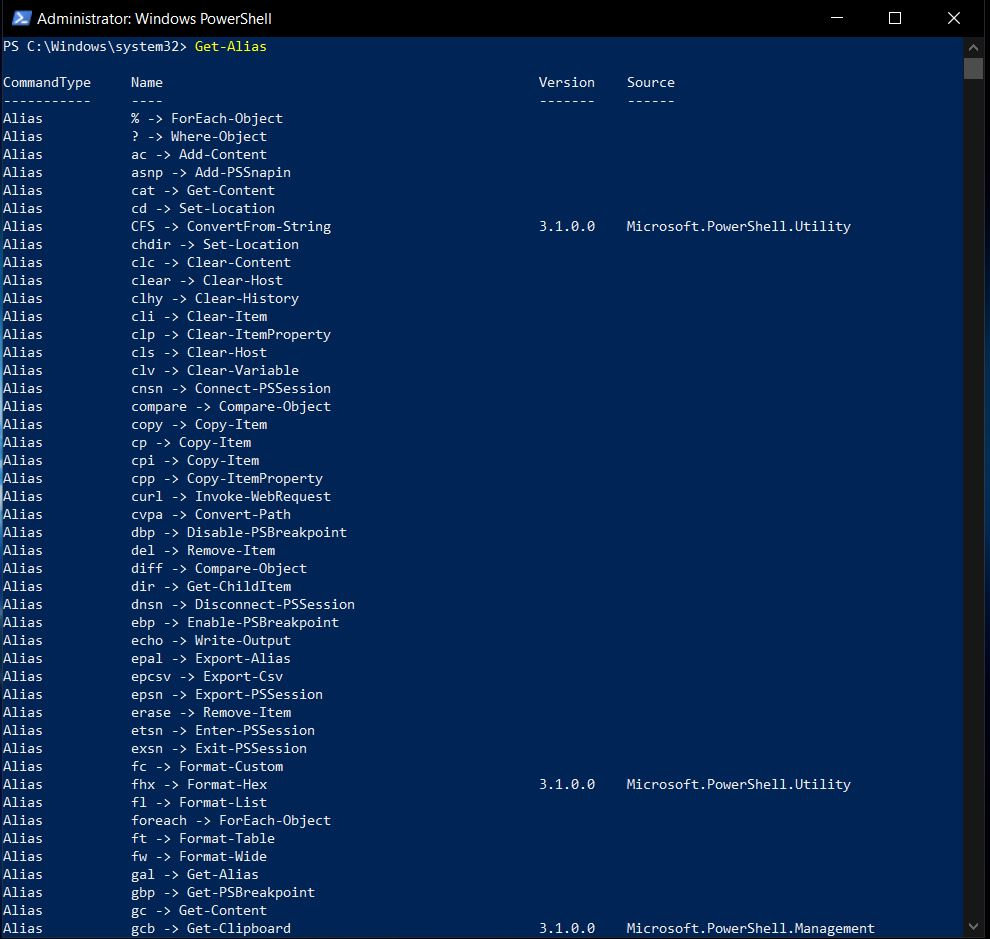 Administrator: Windows PowerShell
PS C:\Windows\system32> Get-Alias
CommandType Name Version Source
----------- ---- ------- ------
Alias % -> ForEach-Object
Alias ? -> Where-Object
Alias ac -> Add-Content
Alias asnp -> Add-PSSnapin
Alias cat -> Get-Content
Alias cd -> Set-Location
Alias CFS -> ConvertFrom-String 3.1.0.0 Microsoft.PowerShell.Utility
Alias chdir -> Set-Location
Alias clc -> Clear-Content
Alias clear -> Clear-Host
Alias clhy -> Clear-History
Alias cli -> Clear-Item
Alias clp -> Clear-ItemProperty
Alias cls -> Clear-Host
Alias clv -> Clear-Variable
Alias cnsn -> Connect-PSSession
Alias compare -> Compare-Object
Alias copy -> Copy-Item
Alias cp -> Copy-Item
Alias cpi -> Copy-Item
Alias cpp -> Copy-ItemProperty
Alias curl -> Invoke-WebRequest
Alias cvpa -> Convert-Path
Alias dbp -> Disable-PSBreakpoint
Alias del -> Remove-Item
Alias diff -> Compare-Object
Alias dir -> Get-ChildItem
Alias dnsn -> Disconnect-PSSession
Alias ebp -> Enable-PSBreakpoint
Alias echo -> Write-Output
Alias epal -> Export-Alias
Alias epcsv -> Export-Csv
Alias epsn -> Export-PSSession
Alias erase -> Remove-Item
Alias etsn -> Enter-PSSession
Alias exsn -> Exit-PSSession
Alias fc -> Format-Custom
Alias fhx -> Format-Hex 3.1.0.0 Microsoft.PowerShell.Utility
Alias fl -> Format-List
Alias foreach -> ForEach-Object
Alias ft -> Format-Table
Alias fw -> Format-Wide
Alias gal -> Get-Alias
Alias gbp -> Get-PSBreakpoint
Alias gc -> Get-Content
Alias gcb -> Get-Clipboard 3.1.0.0 Microsoft.PowerShell.Management